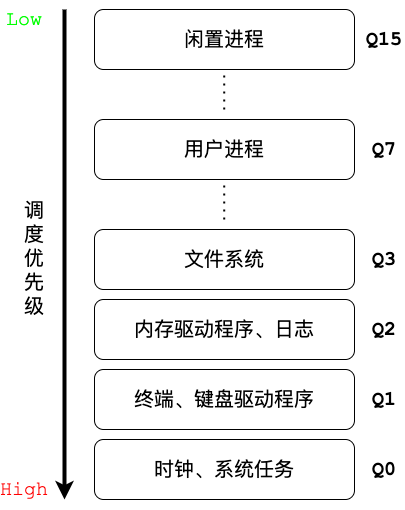 Low
闲置进程 Q15
用户进程 Q7
调度优先级
文件系统 Q3
内存驱动程序、日志 Q2
终端、键盘驱动程序 Q1
时钟、系统任务 Q0
High